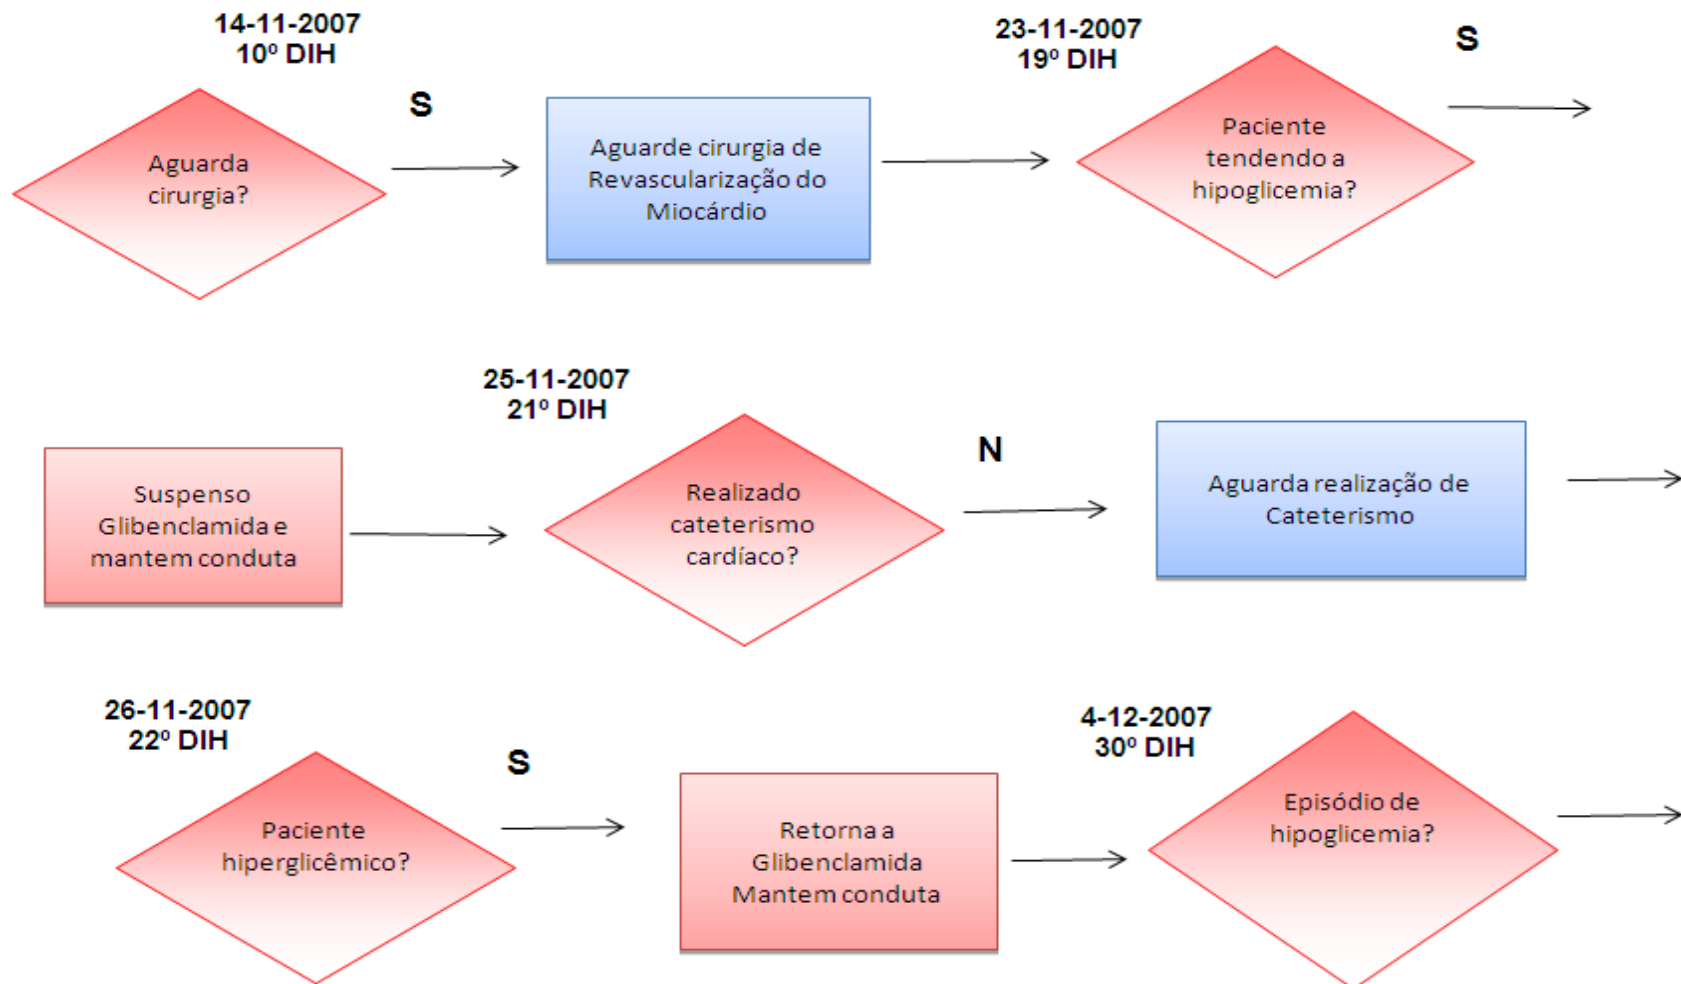 14-11-2007
10º DIH
Aguarda
cirurgia?
S
Aguarde cirurgia de
Revascularização do
Miocárdio
23-11-2007
19º DIH
Paciente
tendendo a
hipoglicemia?
S
Suspenso
Glibenclamida e
mantem conduta
25-11-2007
21º DIH
Realizado
cateterismo
cardíaco?
N
Aguarda realização de
Cateterismo
26-11-2007
22º DIH
Paciente
hiperglicêmico?
S
Retorna a
Glibenclamida
Mantem conduta
4-12-2007
30º DIH
Episódio de
hipoglicemia?